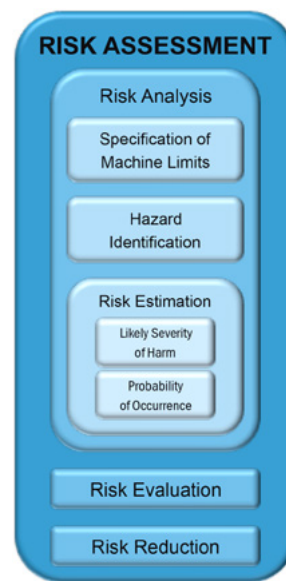 RISK ASSESSMENT
Risk Analysis
Specification of
Machine Limits
Hazard
Identification
Risk Estimation
Likely Severity
of Harm
Probability
of Occurrence
Risk Evaluation
Risk Reduction